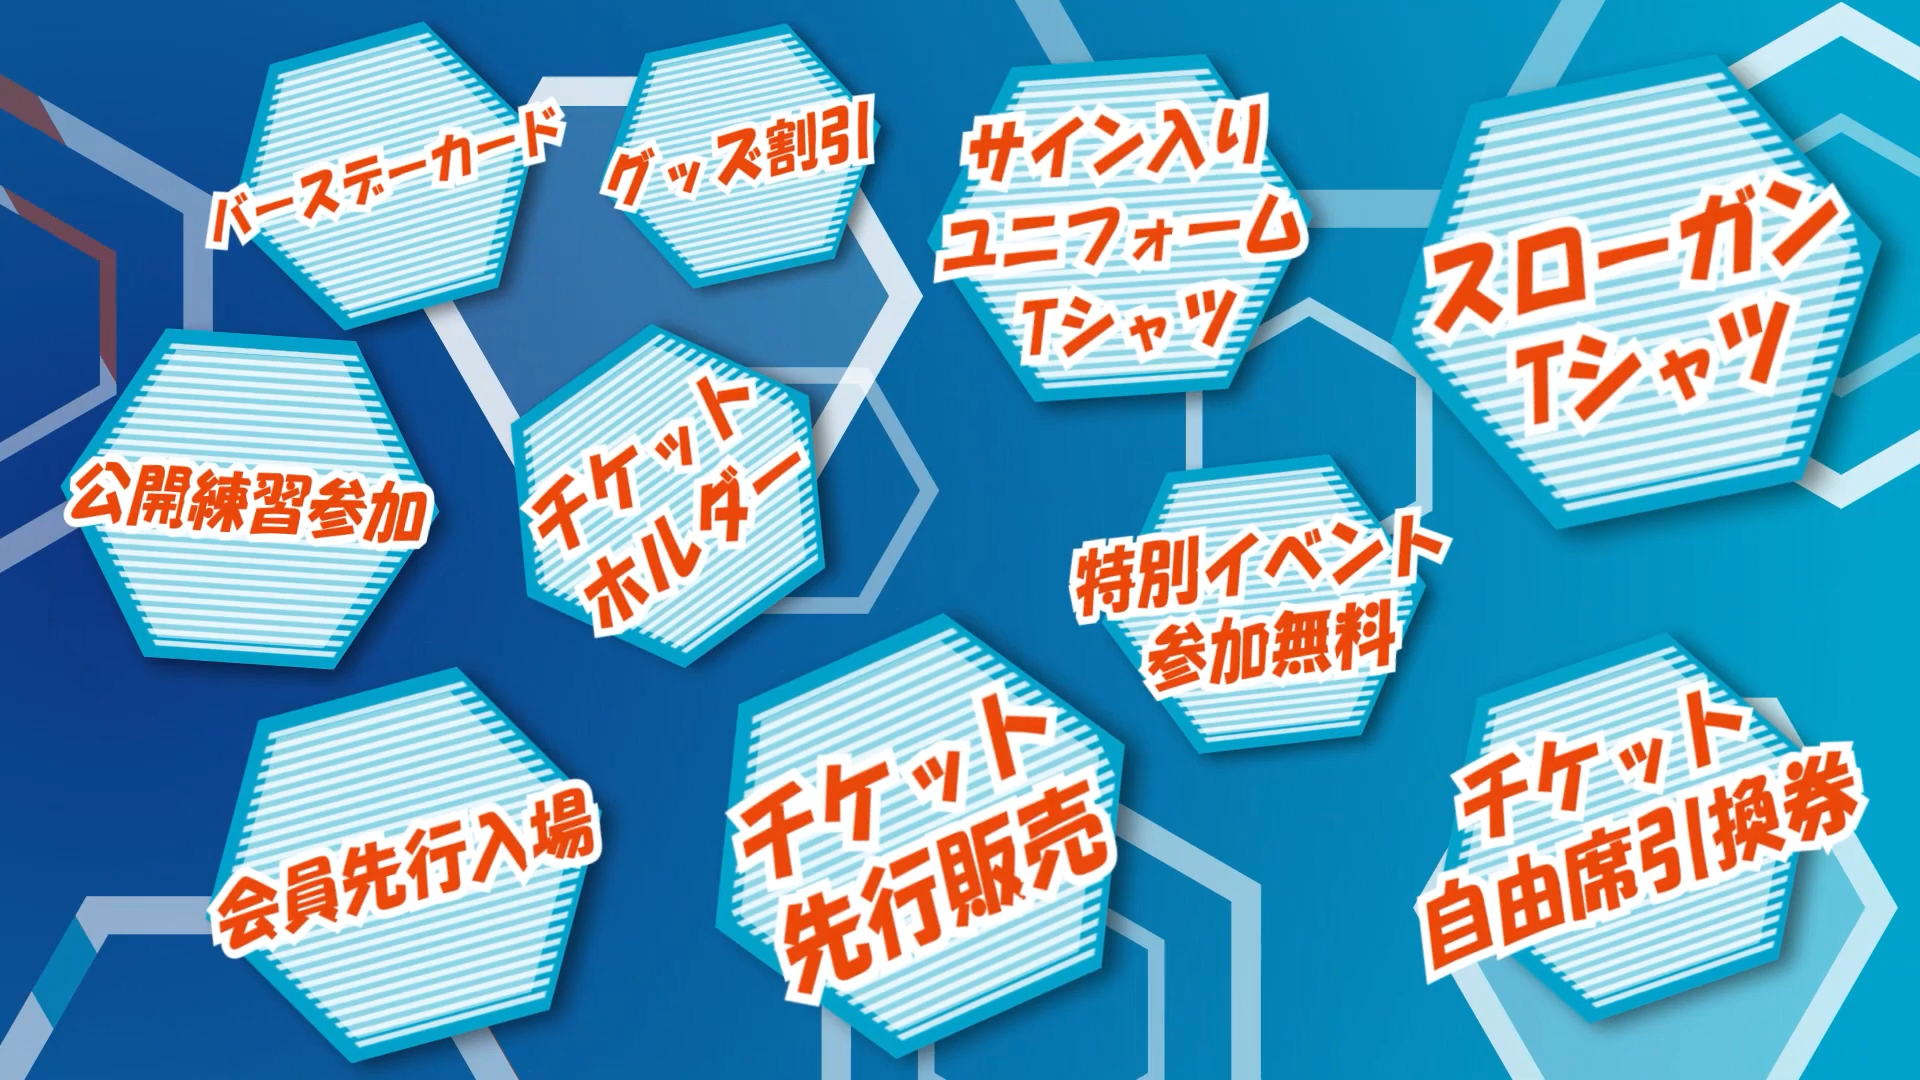 バースデーカード
グッズ割引
サイン入り
ユニフォーム
Tシャツ
スローガン
Tシャツ
公開練習参加
チケット
ホルダー
特別イベント
参加無料
会員先行入場
チケット
先行販売
チケット
自由席引換券